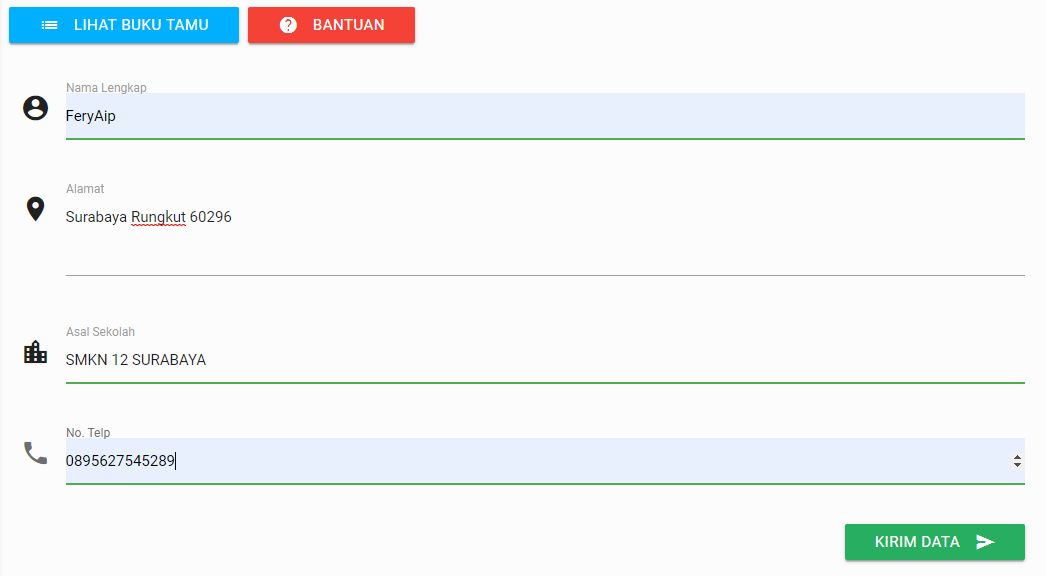 LIHAT BUKU TAMU BANTUAN
Nama Lengkap
FeryAip
Alamat
Surabaya Rungkut 60296
Asal Sekolah
SMKN 12 SURABAYA
No. Telp
0895627545289
KIRIM DATA